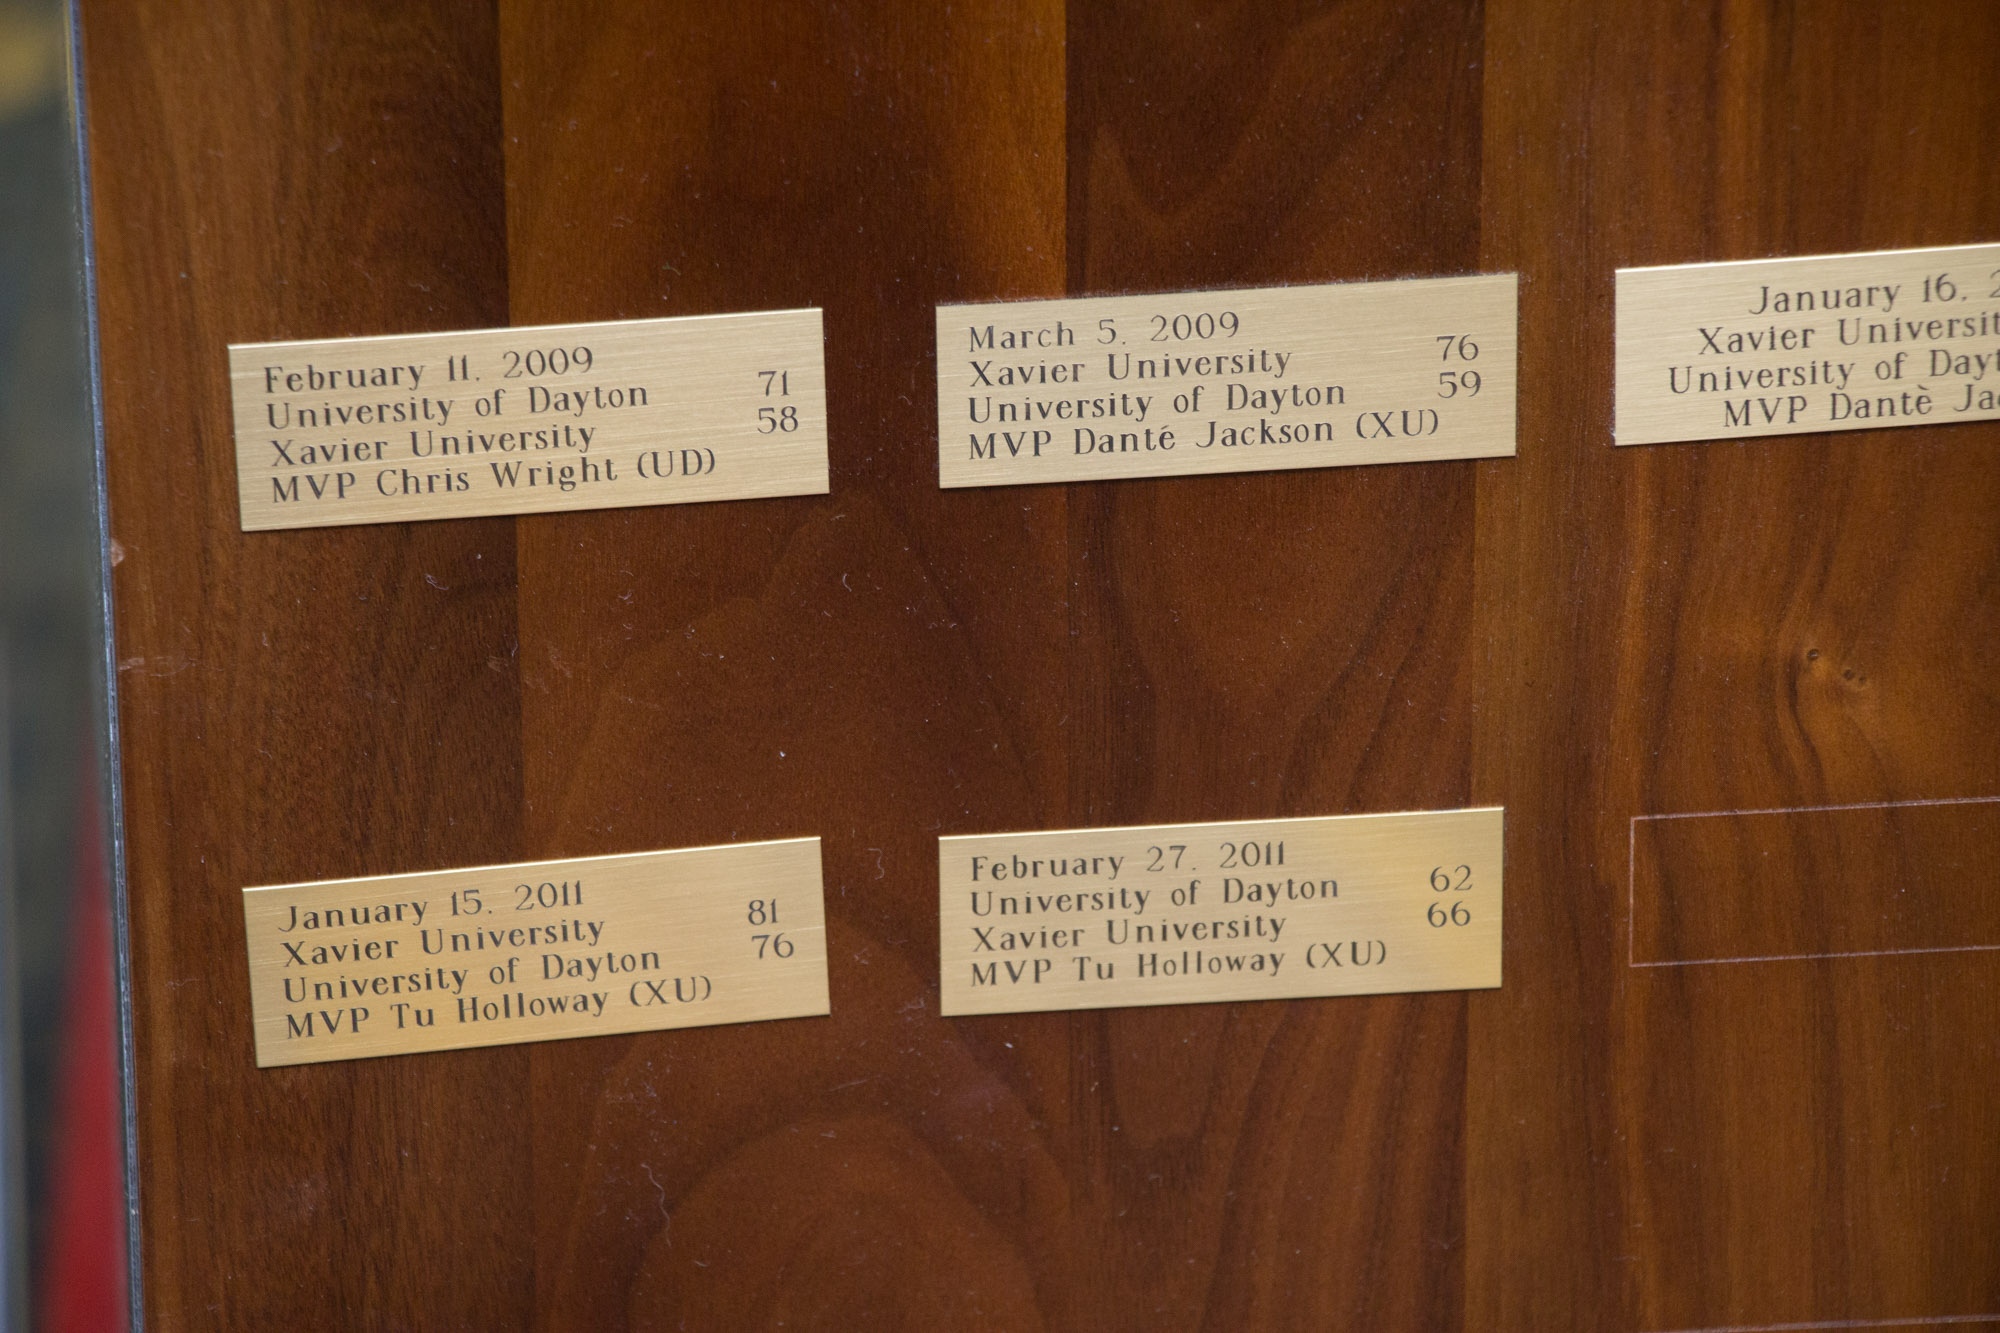 February 11, 2009
University of Dayton 71
Xavier University 58
MVP Chris Wright (UD)
March 5, 2009
Xavier University 76
University of Dayton 59
MVP Danté Jackson (XU)
January 16,
Xavier
University of
MVP Dantè
January 15, 2011
Xavier University 81
University of Dayton 76
MVP Tu Holloway (XU)
February 27, 2011
University of Dayton 62
Xavier University 66
MVP Tu Holloway (XU)